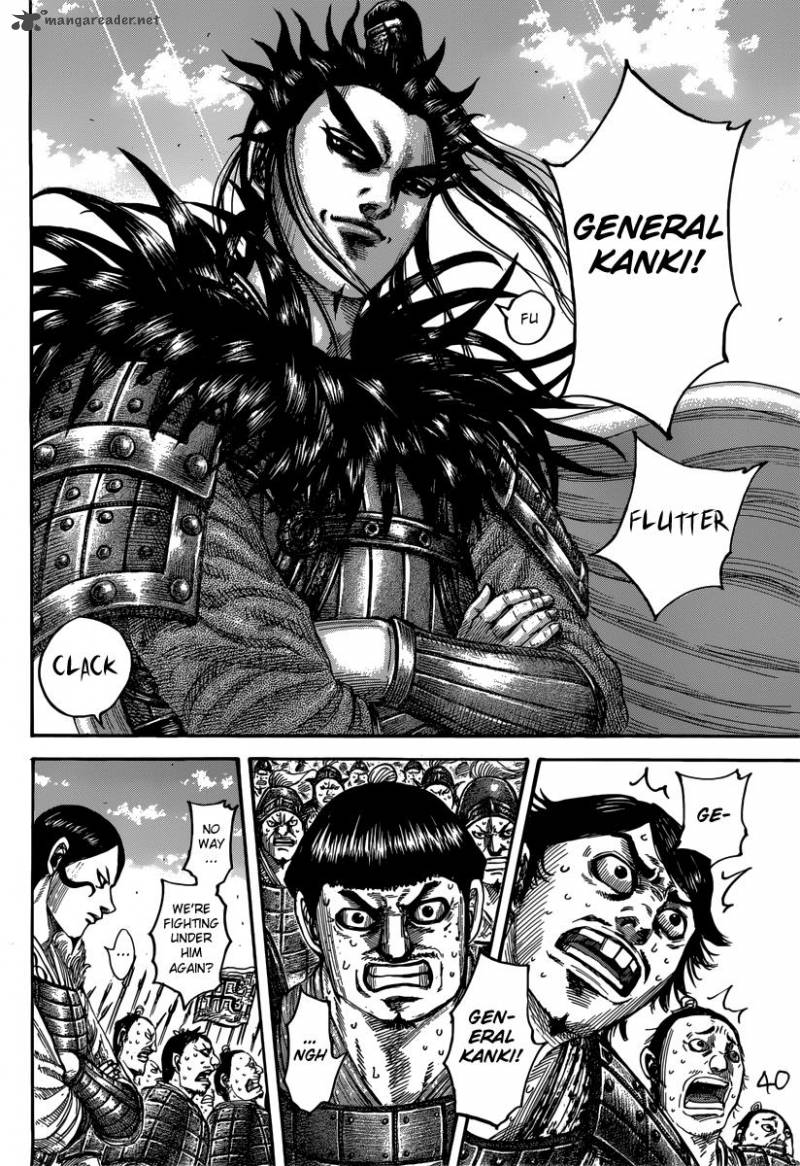 mangareader.net
GENERAL
KANKI!
FU
FLUTTER
CLACK
GE-
GEN-
ERAL
KANKI!
...
NGH
NO
WAY
...
WE'RE
FIGHTING
UNDER
HIM
AGAIN?
...
40